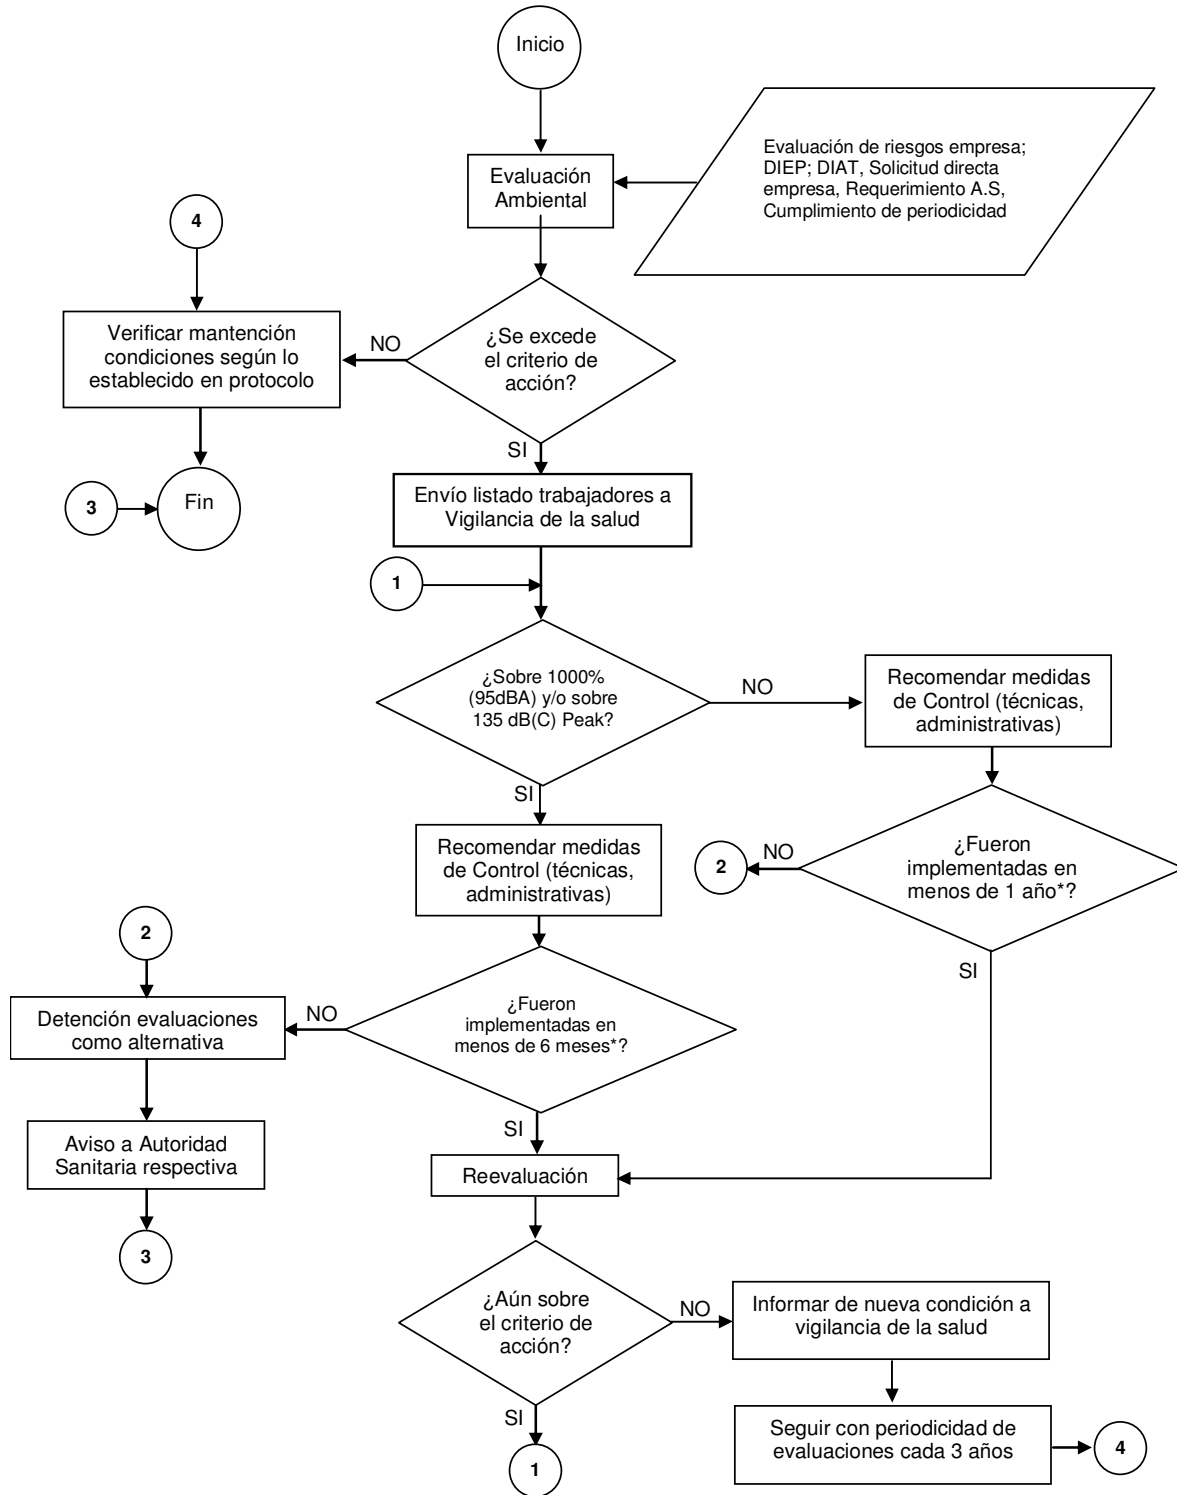 Inicio
Evaluación
Ambiental
Evaluación de riesgos empresa;
DIEP; DIAT, Solicitud directa
empresa, Requerimiento A.S,
Cumplimiento de periodicidad
4
Verificar mantención
condiciones según lo
establecido en protocolo
NO
¿Se excede
el criterio de
acción?
SI
3
Fin
Envío listado trabajadores a
Vigilancia de la salud
1
¿Sobre 1000%
(95dBA) y/o sobre
135 dB(C) Peak?
NO
Recomendar medidas
de Control (técnicas,
administrativas)
SI
Recomendar medidas
de Control (técnicas,
administrativas)
2
NO
¿Fueron
implementadas en
menos de 1 año*?
SI
2
Detención evaluaciones
como alternativa
NO
¿Fueron
implementadas en
menos de 6 meses*?
SI
Aviso a Autoridad
Sanitaria respectiva
3
Reevaluación
¿Aún sobre
el criterio de
acción?
NO
Informar de nueva condición a
vigilancia de la salud
SI
1
Seguir con periodicidad de
evaluaciones cada 3 años
4